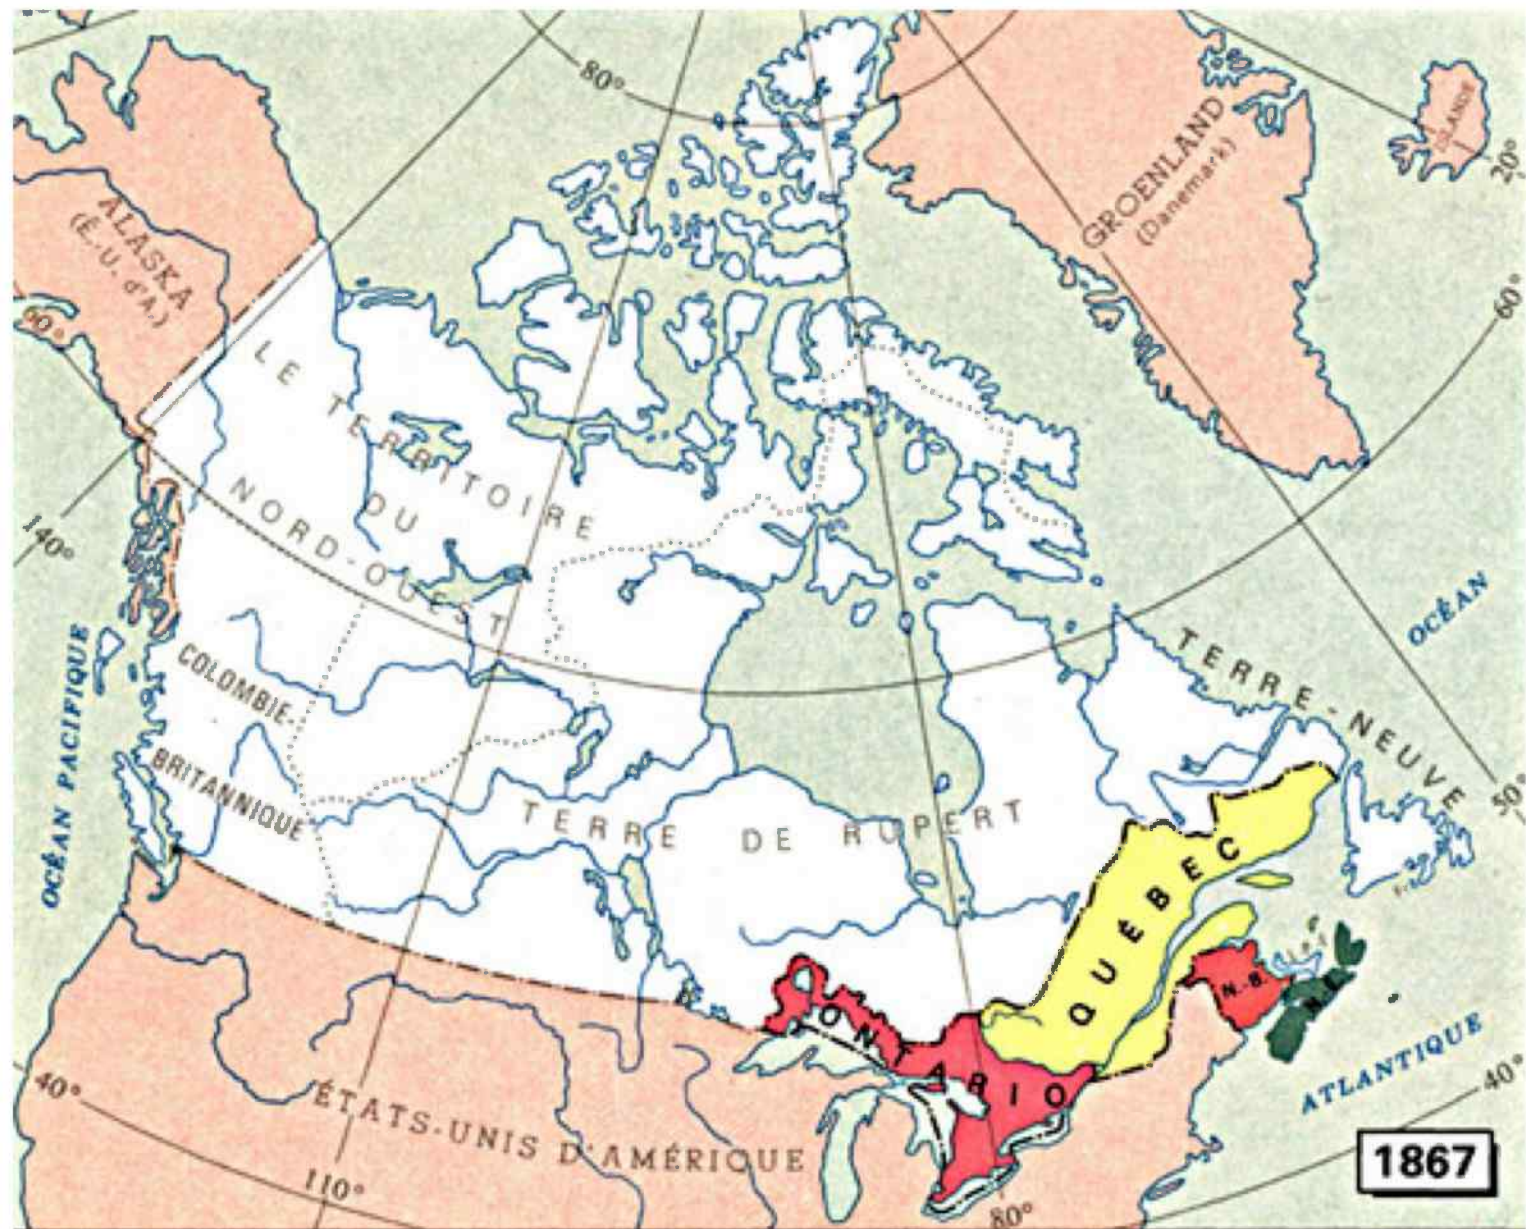 80°
ISLANDE
20°
GROENLAND
(Danemark)
ALASKA
(É.-U. d'A.)
60°
60°
LE TERRITOIRE
DU
NORD-OUEST
140°
OCÉAN
OCÉAN PACIFIQUE
COLOMBIE-
BRITANNIQUE
TERRE-NEUVE
50°
TERRE DE RUPERT
QUÉBEC
N.-B.
ONTARIO
ATLANTIQUE
40°
40°
ÉTATS-UNIS D'AMÉRIQUE
110°
80°
1867